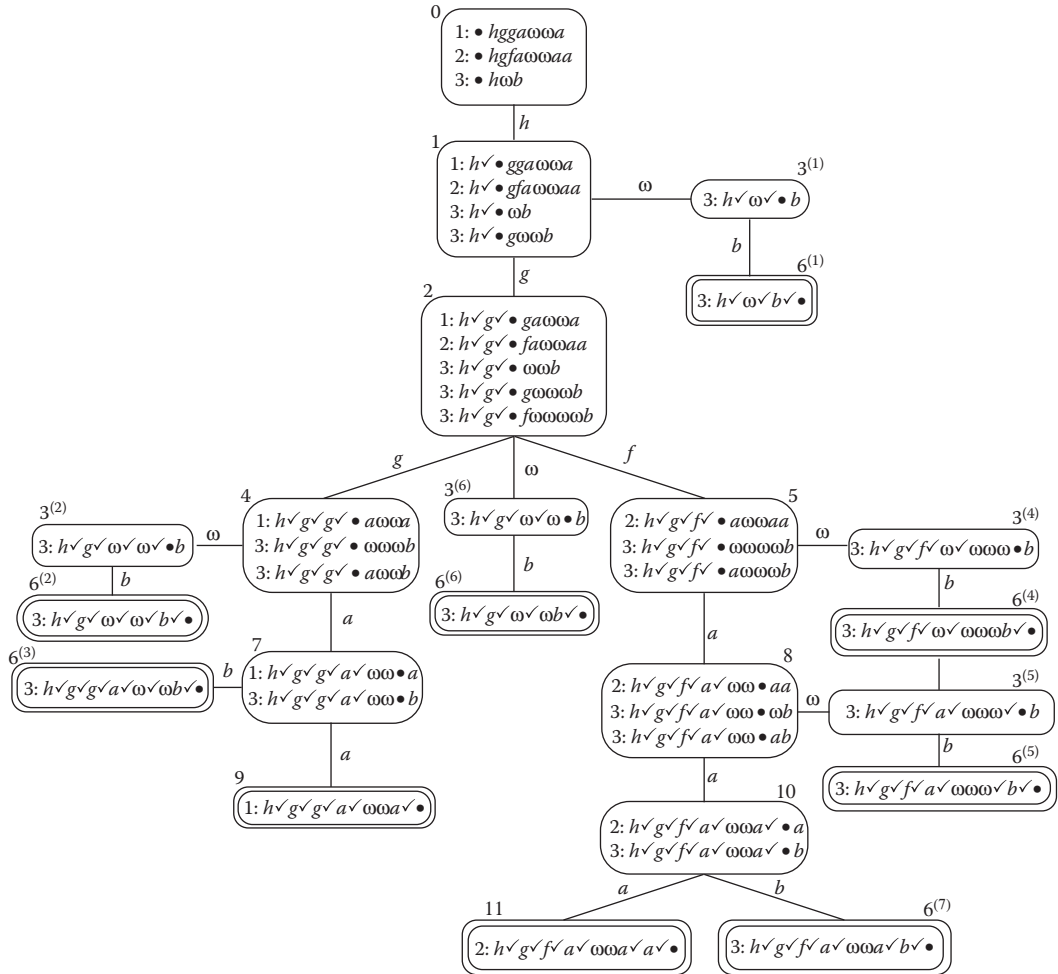 0
1: • hggaωωa
2: • hgfaωωaa
3: • hωb
h
1
1: h✓• ggaωωa
2: h✓• gfaωωaa
3: h✓• ωb
3: h✓• gωωb
ω
3(1)
3: h✓ω✓• b
b
6(1)
3: h✓ω✓b✓•
g
2
1: h✓g✓• gaωωa
2: h✓g✓• faωωaa
3: h✓g✓• ωωb
3: h✓g✓• gωωωb
3: h✓g✓• fωωωωb
g
ω
f
4
1: h✓g✓g✓• aωωa
3: h✓g✓g✓• ωωωb
3: h✓g✓g✓• aωωb
ω
3(2)
3: h✓g✓ω✓ω✓•b
b
6(2)
3: h✓g✓ω✓ω✓b✓•
3(6)
3: h✓g✓ω✓ω•b
b
6(6)
3: h✓g✓ω✓ωb✓•
5
2: h✓g✓f✓• aωωaa
3: h✓g✓f✓• ωωωωb
3: h✓g✓f✓• aωωωb
ω
3(4)
3: h✓g✓f✓ω✓ωωω•b
b
6(4)
3: h✓g✓f✓ω✓ωωωb✓•
a
7
1: h✓g✓g✓a✓ωω•a
3: h✓g✓g✓a✓ωω•b
b
6(3)
3: h✓g✓g✓a✓ω✓ωb✓•
a
9
1: h✓g✓g✓a✓ωωa✓•
a
8
2: h✓g✓f✓a✓ωω•aa
3: h✓g✓f✓a✓ωω•ωb
3: h✓g✓f✓a✓ωω•ab
ω
3(5)
3: h✓g✓f✓a✓ωωω✓•b
b
6(5)
3: h✓g✓f✓a✓ωωω✓b✓•
a
10
2: h✓g✓f✓a✓ωωa✓•a
3: h✓g✓f✓a✓ωωa✓•b
a
b
11
2: h✓g✓f✓a✓ωωa✓a✓•
6(7)
3: h✓g✓f✓a✓ωωa✓b✓•